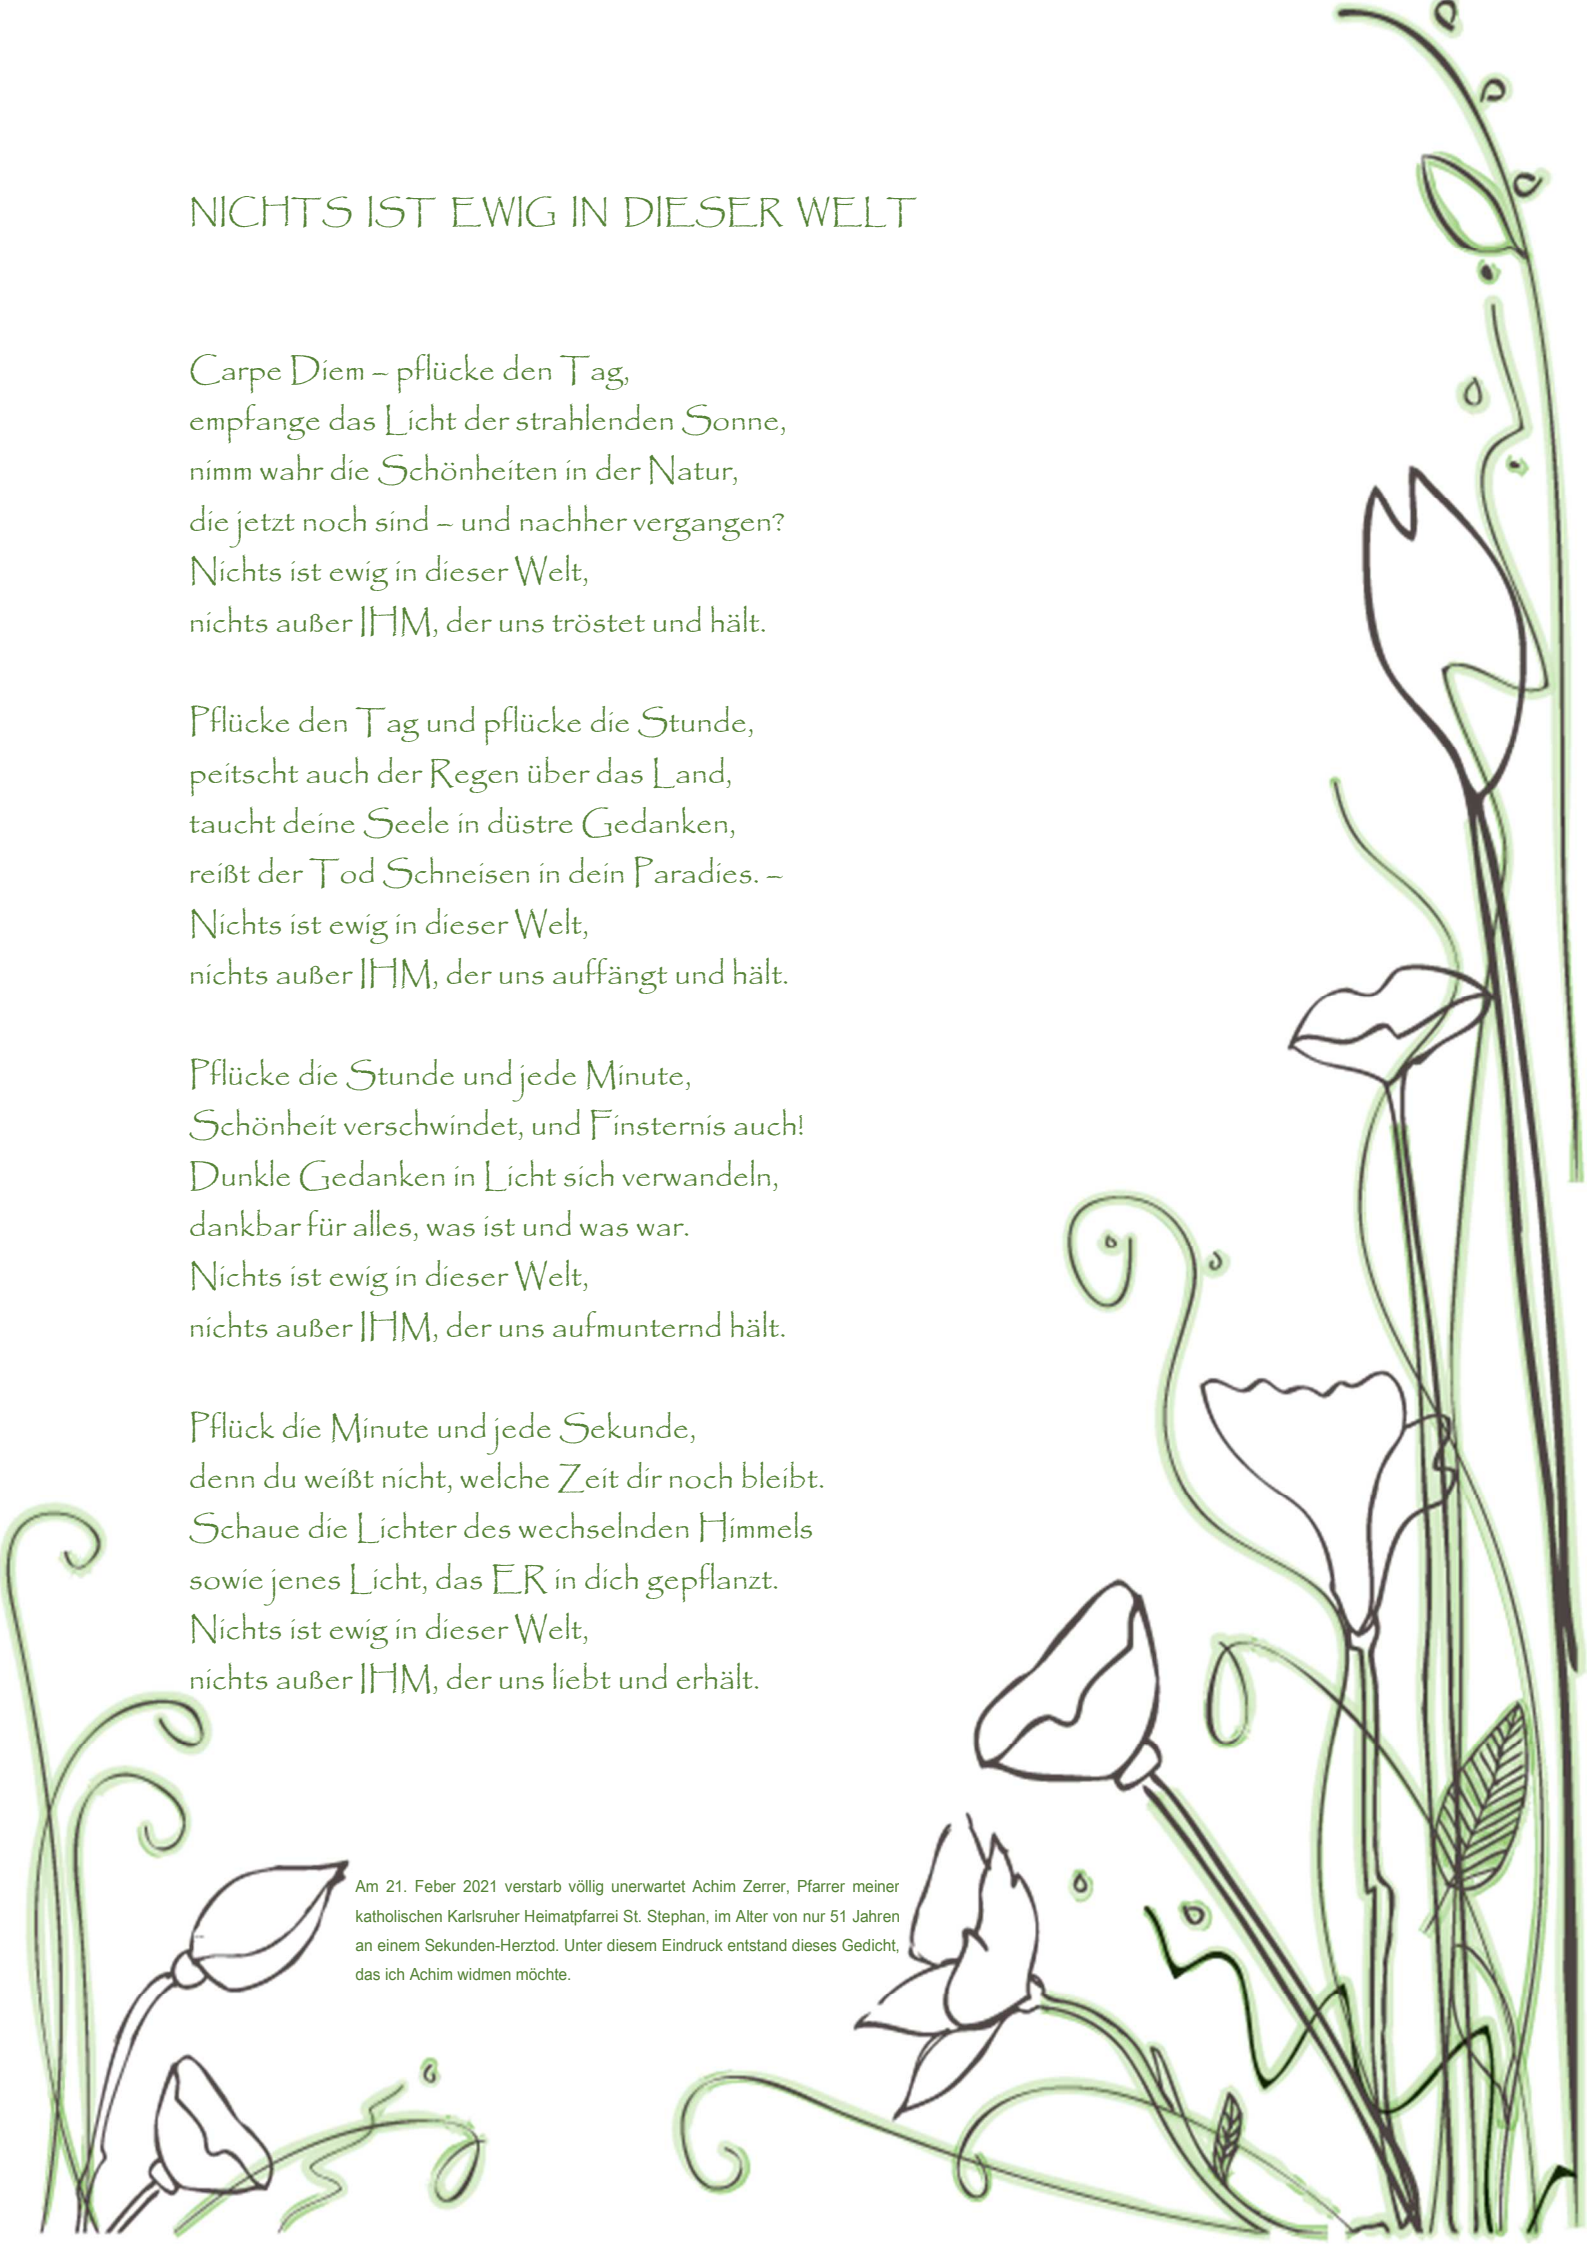 NICHTS IST EWIG IN DIESER WELT
Carpe Diem – pflücke den Tag,
empfange das Licht der strahlenden Sonne,
nimm wahr die Schönheiten in der Natur,
die jetzt noch sind – und nachher vergangen?
Nichts ist ewig in dieser Welt,
nichts außer IHM, der uns tröstet und hält.
Pflücke den Tag und pflücke die Stunde,
peitscht auch der Regen über das Land,
taucht deine Seele in düstre Gedanken,
reißt der Tod Schneisen in dein Paradies. –
Nichts ist ewig in dieser Welt,
nichts außer IHM, der uns auffängt und hält.
Pflücke die Stunde und jede Minute,
Schönheit verschwindet, und Finsternis auch!
Dunkle Gedanken in Licht sich verwandeln,
dankbar für alles, was ist und was war.
Nichts ist ewig in dieser Welt,
nichts außer IHM, der uns aufmunternd hält.
Pflück die Minute und jede Sekunde,
denn du weißt nicht, welche Zeit dir noch bleibt.
Schaue die Lichter des wechselnden Himmels
sowie jenes Licht, das ER in dich gepflanzt.
Nichts ist ewig in dieser Welt,
nichts außer IHM, der uns liebt und erhält.
Am 21. Feber 2021 verstarb völlig unerwartet Achim Zerrer, Pfarrer meiner
katholischen Karlsruher Heimatpfarrei St. Stephan, im Alter von nur 51 Jahren
an einem Sekunden-Herztod. Unter diesem Eindruck entstand dieses Gedicht,
das ich Achim widmen möchte.